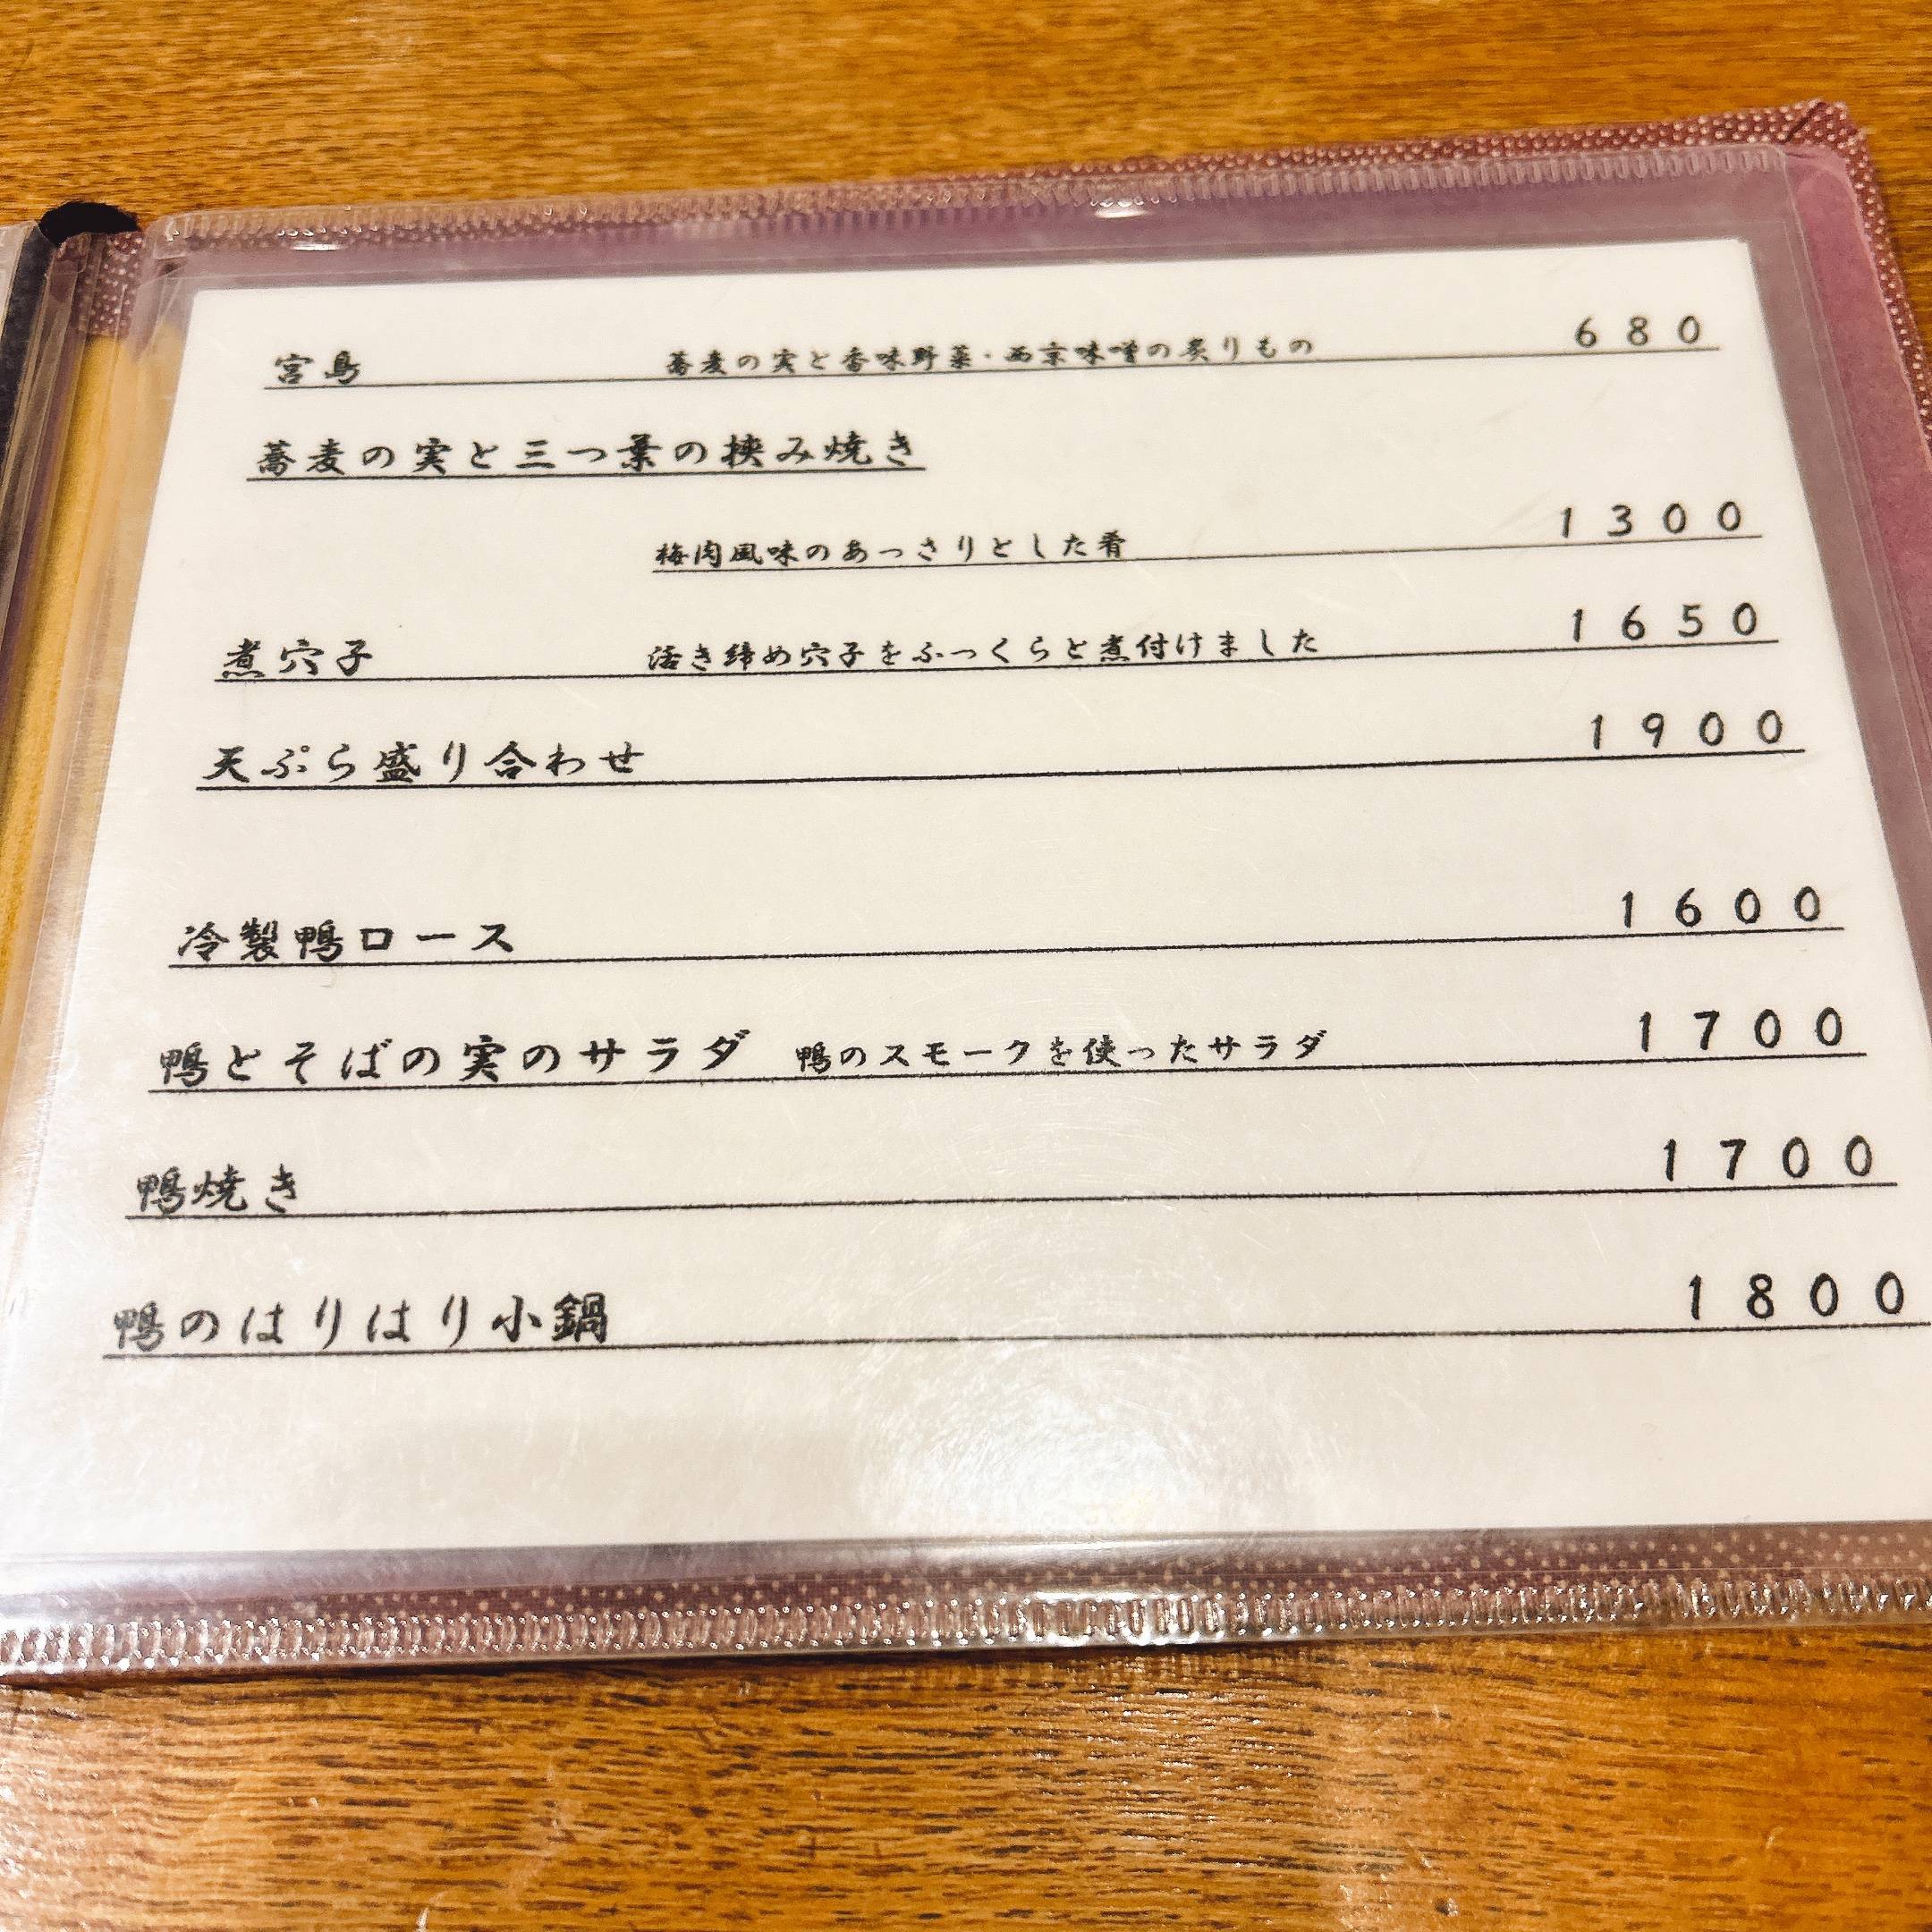 宮島 蕎麦の実と香味野菜・西京味噌の炙りもの 680
蕎麦の実と三つ葉の挟み焼き
梅肉風味のあっさりとした肴 1300
煮穴子 活き締め穴子をふっくらと煮付けました 1650
天ぷら盛り合わせ 1900
冷製鴨ロース 1600
鴨とそばの実のサラダ 鴨のスモークを使ったサラダ 1700
鴨焼き 1700
鴨のはりはり小鍋 1800